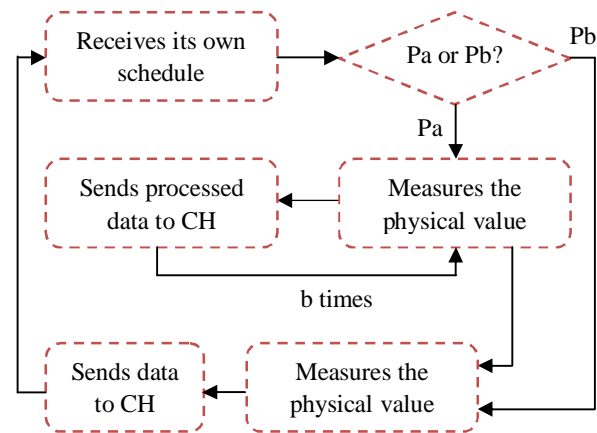 Receives its own
schedule
Pa or Pb?
Pb
Pa
Sends processed
data to CH
Measures the
physical value
b times
Sends data
to CH
Measures the
physical value